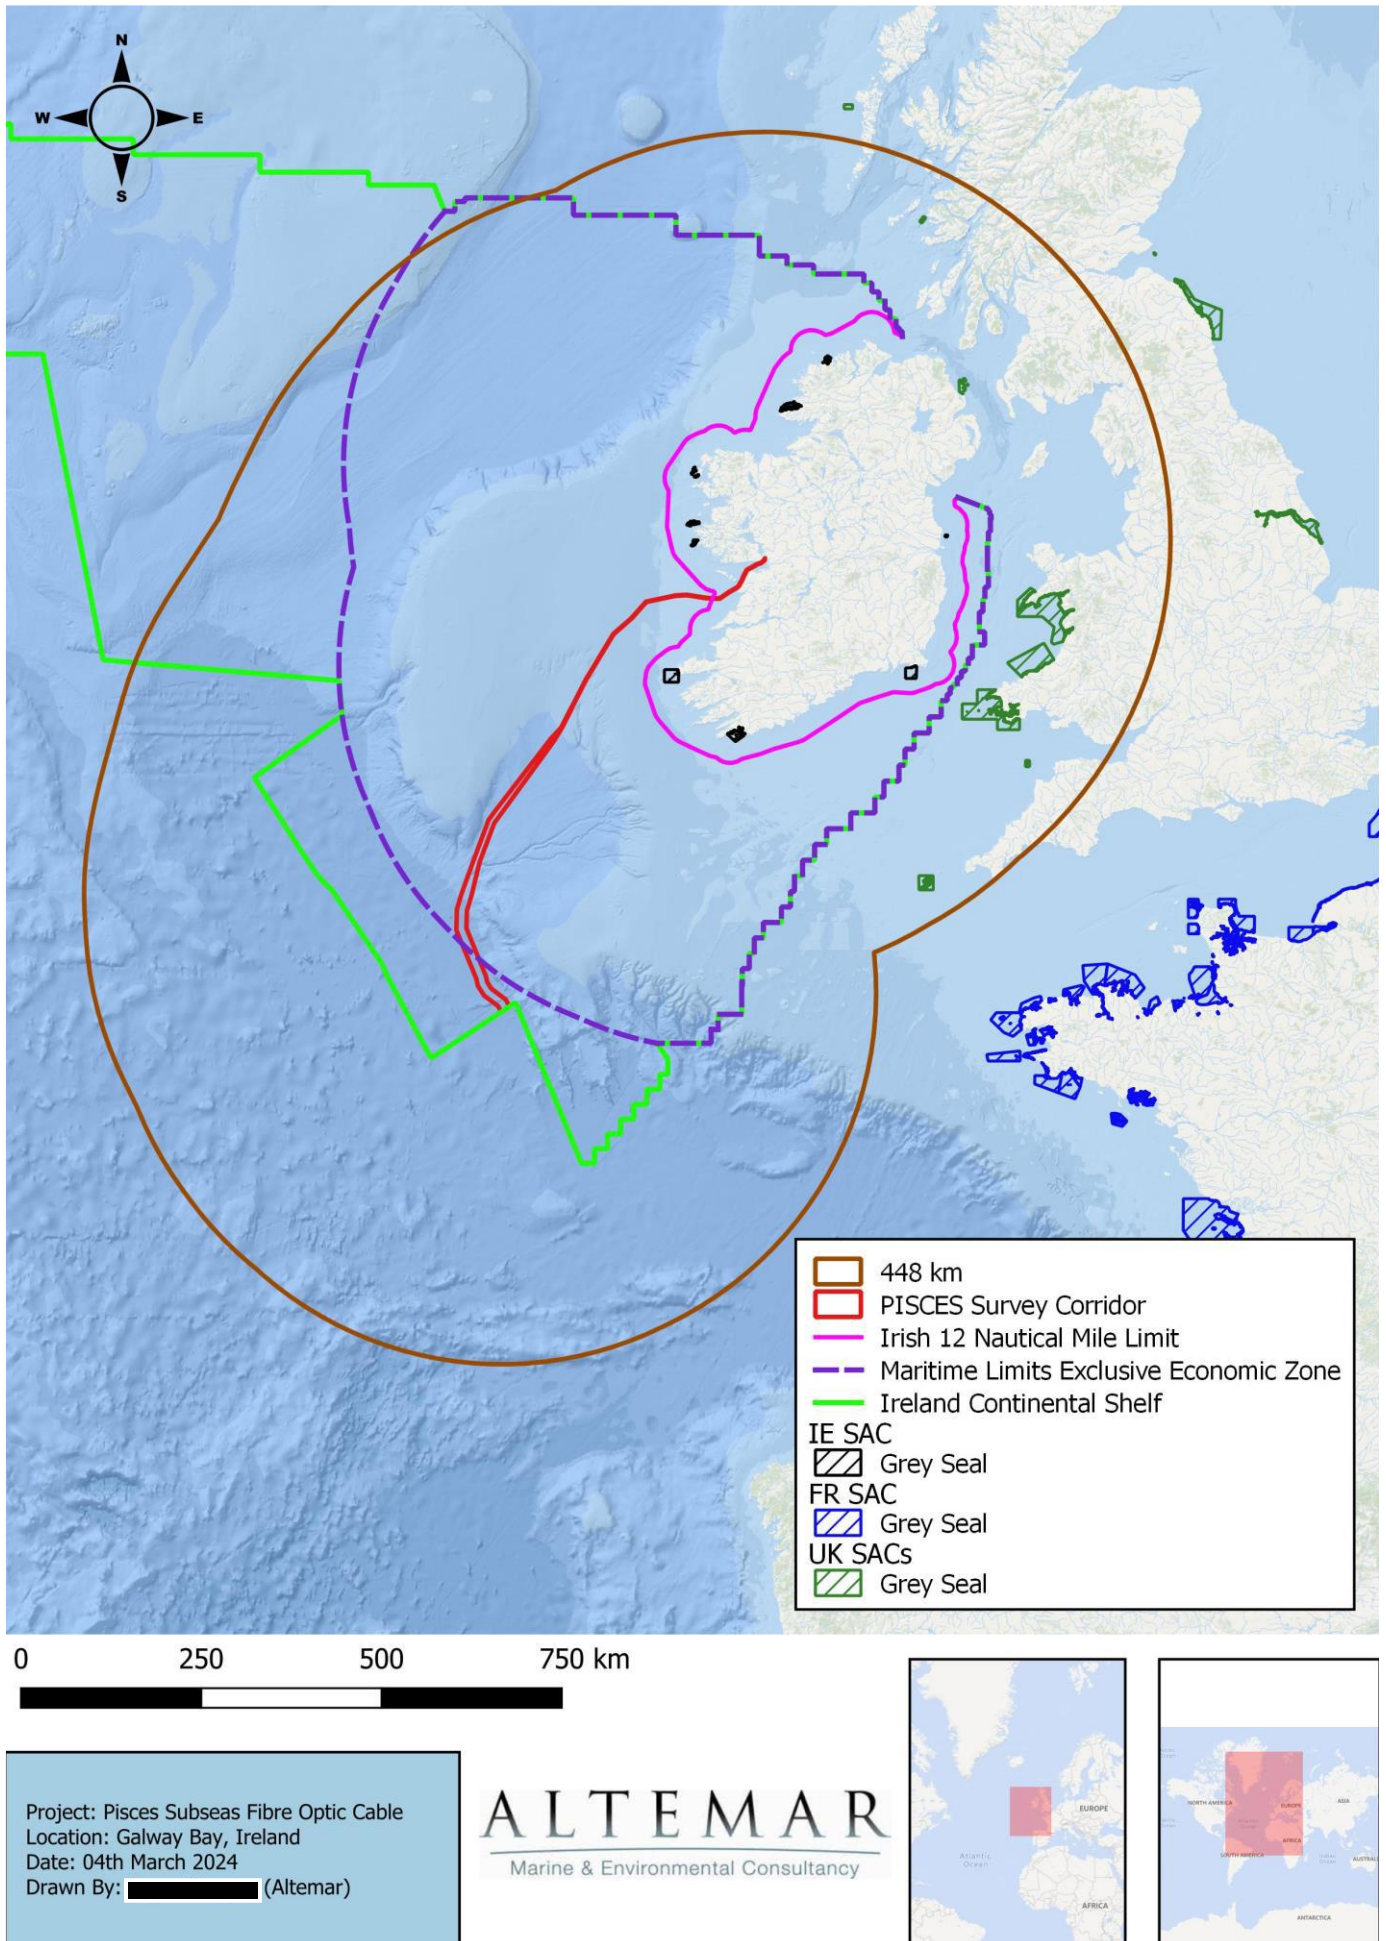 N
W E
S
448 km
PISCES Survey Corridor
Irish 12 Nautical Mile Limit
Maritime Limits Exclusive Economic Zone
Ireland Continental Shelf
IE SAC
Grey Seal
FR SAC
Grey Seal
UK SACs
Grey Seal
0 250 500 750 km
Project: Pisces Subseas Fibre Optic Cable
Location: Galway Bay, Ireland
Date: 04th March 2024
Drawn By: (Altemar)
ALTEMAR
Marine & Environmental Consultancy
EUROPE
Atlantic
Ocean
AFRICA
NORTH AMERICA
EUROPE
ASIA
AFRICA
SOUTH AMERICA
AUSTRAL
ANTARCTICA